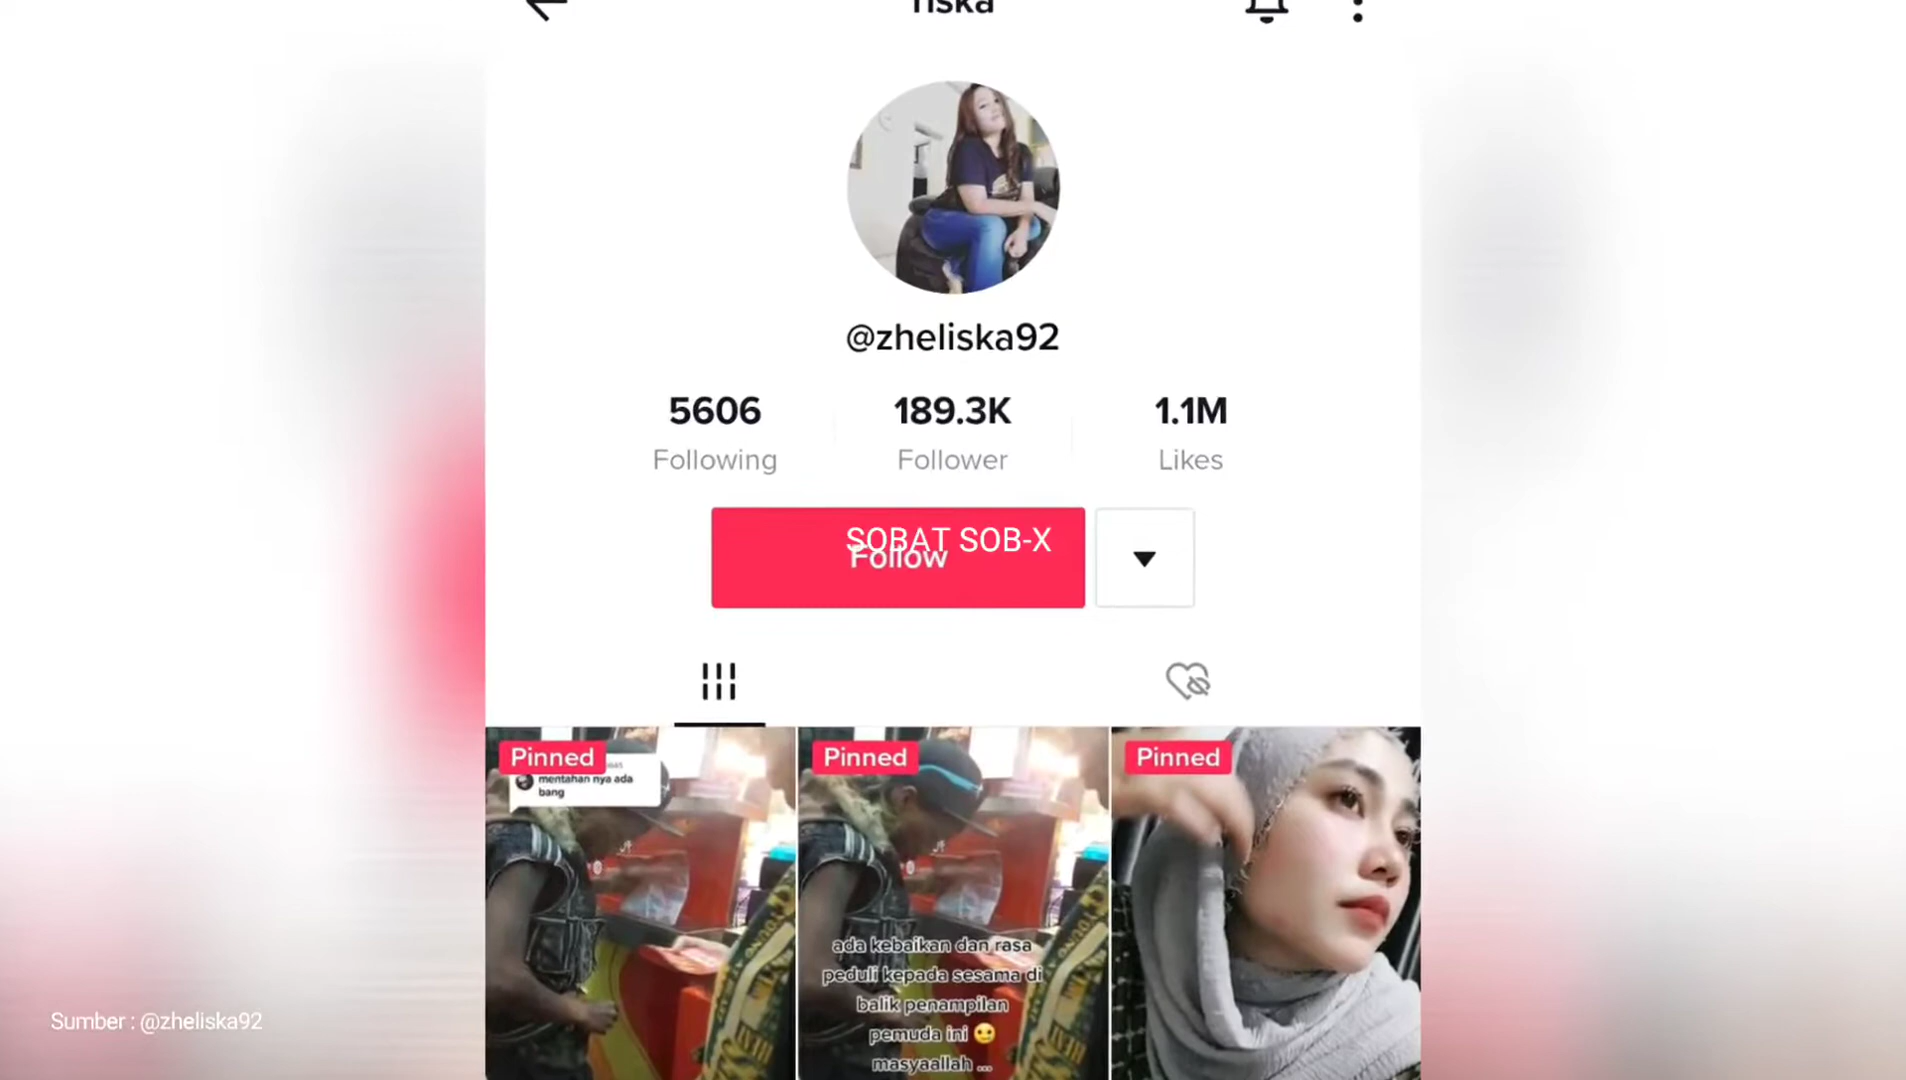 riska
@zheliska92
5606
189.3K
1.1M
Following
Follower
Likes
SOBAT SOB-X
Follow
Pinned
Pinned
Pinned
mentahan nya ada
bang
ada kebaikan dan rasa
peduli kepada sesama di
balik penampilan
pemuda ini
masyaallah ...
Sumber : @zheliska92